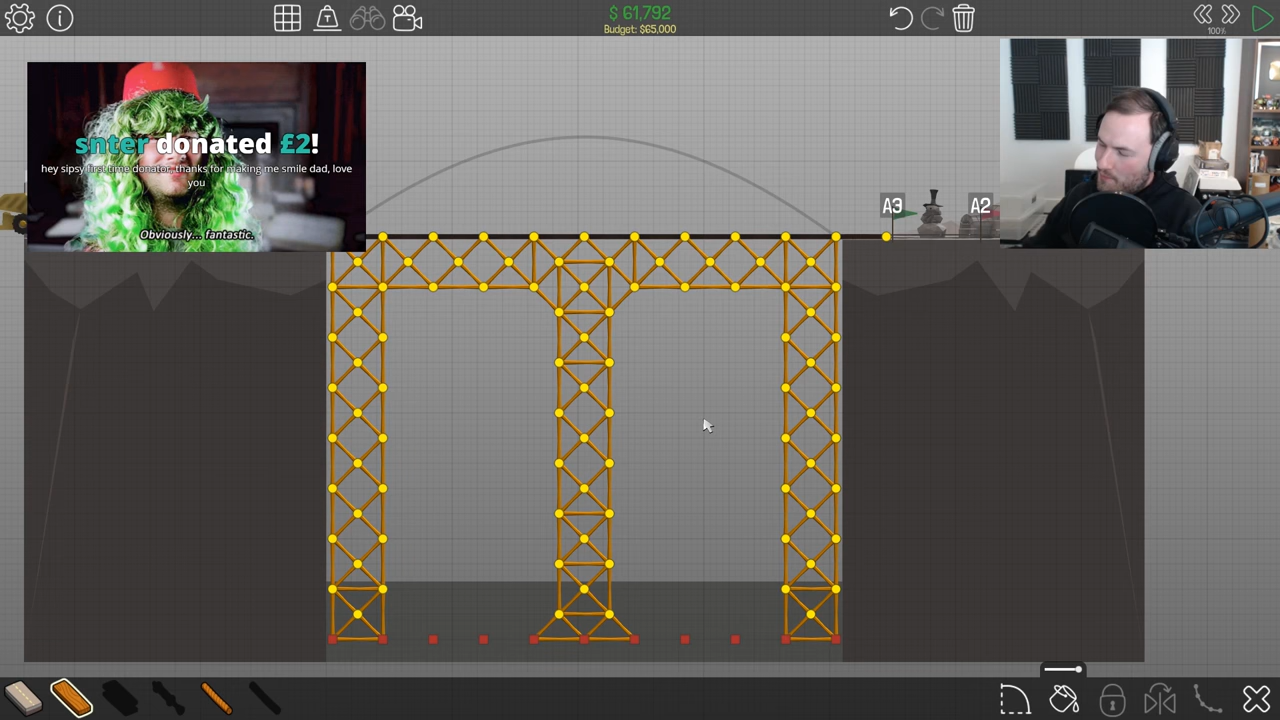 $ 61,792
Budget: $65,000
T
100%
snter donated £2!
hey sipsy first time donator, thanks for making me smile dad, love
you
Obviously... fantastic.
A3
A2